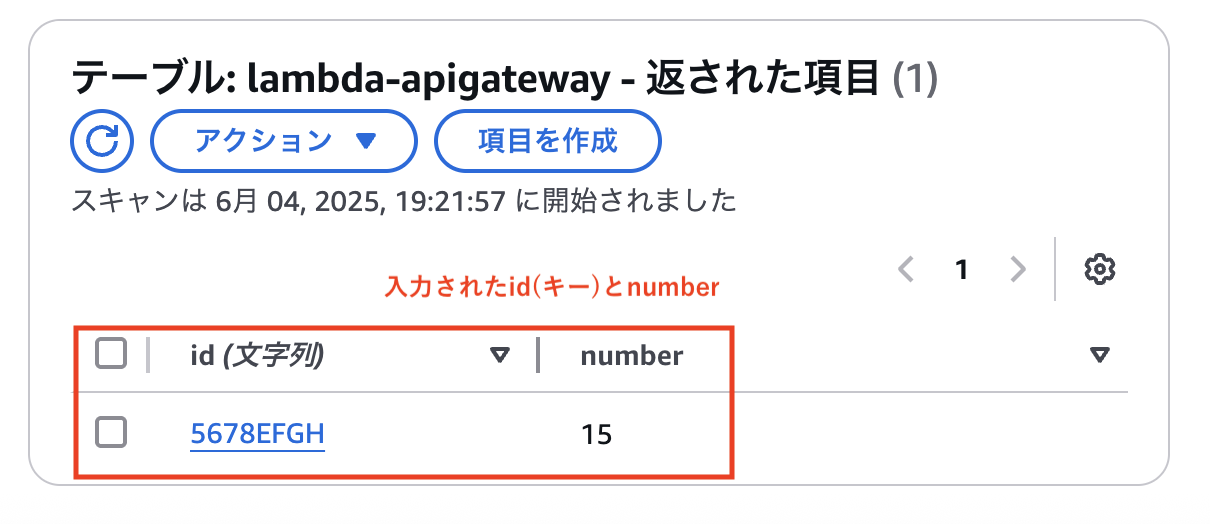 テーブル: lambda-apigateway - 返された項目 (1)
アクション 項目を作成
スキャンは 6月 04, 2025, 19:21:57 に開始されました
1
入力されたid(キー)とnumber
id (文字列) number
5678EFGH 15